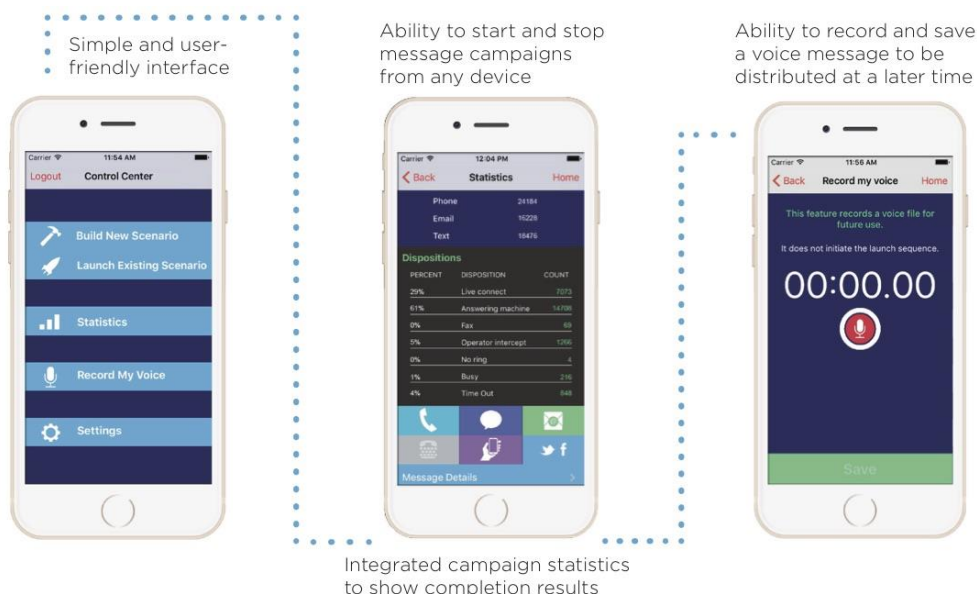 Simple and user-
friendly interface
Carrier 11:54 AM
Logout Control Center
Build New Scenario
Launch Existing Scenario
Statistics
Record My Voice
Settings
Ability to start and stop
message campaigns
from any device
Carrier 12:04 PM
Back Statistics Home
Phone 24184
Email 16228
Text 18476
Dispositions
PERCENT DISPOSITION COUNT
29% Live connect 7073
61% Answering machine 14708
0% Fax 69
5% Operator intercept 1266
0% No ring 4
1% Busy 216
4% Time Out 848
Message Details
Integrated campaign statistics
to show completion results
Ability to record and save
a voice message to be
distributed at a later time
Carrier 11:56 AM
Back Record my voice Home
This feature records a voice file for
future use.
It does not initiate the launch sequence.
00:00.00
Save